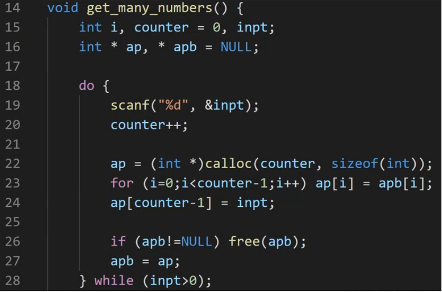 14 void get_many_numbers() {
15     int i, counter = 0, inpt;
16     int * ap, * apb = NULL;
17
18     do {
19         scanf("%d", &inpt);
20         counter++;
21
22         ap = (int *)calloc(counter, sizeof(int));
23         for (i=0;i<counter-1;i++) ap[i] = apb[i];
24         ap[counter-1] = inpt;
25
26         if (apb!=NULL) free(apb);
27         apb = ap;
28     } while (inpt>0);